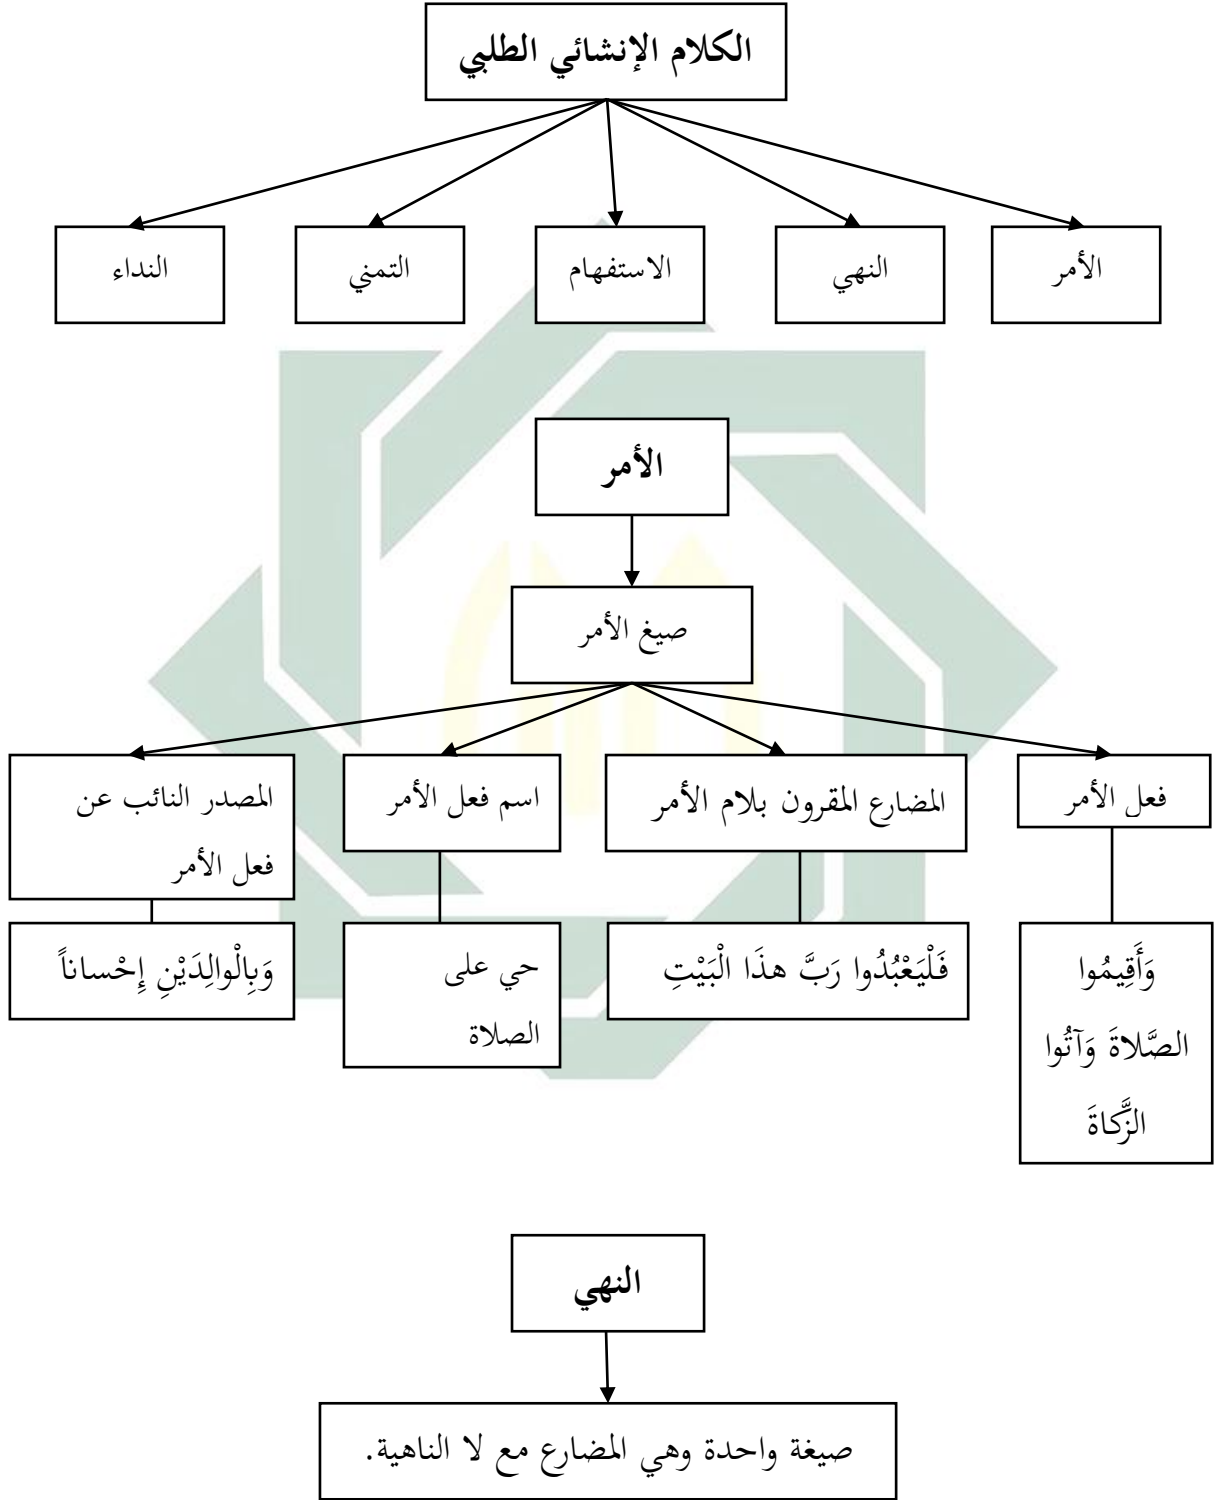 الكلام الإنشائي الطلبي
الأمر
النهي
الاستفهام
التمني
النداء
الأمر
صيغ الأمر
فعل الأمر
المضارع المقرون بلام الأمر
اسم فعل الأمر
المصدر النائب عن
فعل الأمر
وَأَقِيمُوا
الصَّلاةَ وَآتُوا
الزَّكاةَ
فَلْيَعْبُدُوا رَبَّ هذَا الْبَيْتِ
حي على
الصلاة
وَبِالْوالِدَيْنِ إِحْساناً
النهي
صيغة واحدة وهي المضارع مع لا الناهية.